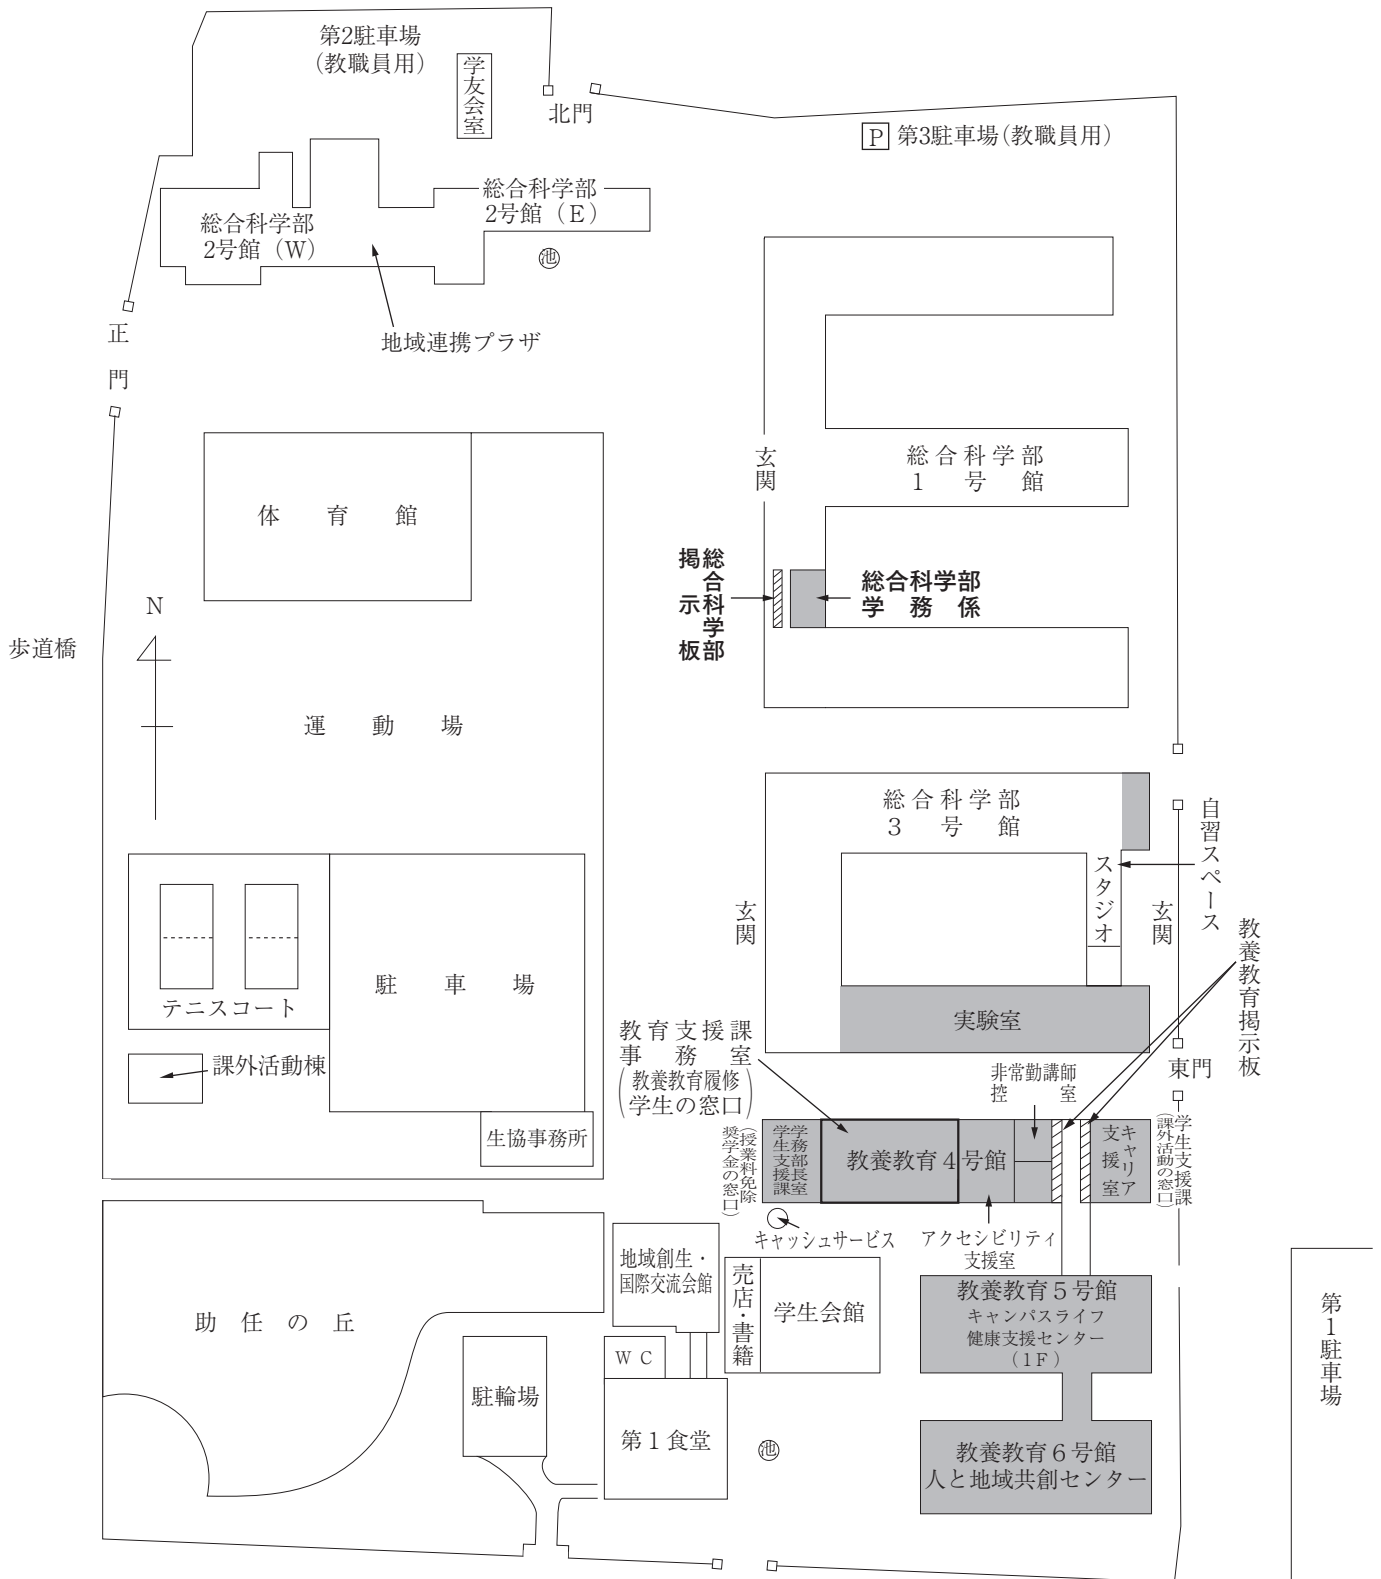 第2駐車場
(教職員用)
学友会室
北門
P 第3駐車場(教職員用)
総合科学部
2号館(E)
総合科学部
2号館(W)
池
正門
地域連携プラザ
体育館
玄関
総合科学部
1号館
総合科学部
掲示板
総合科学部
学務係
N
歩道橋
運動場
総合科学部
3号館
自習スペース
スタジオ
玄関
玄関
教養教育掲示板
テニスコート
駐車場
実験室
教育支援課
事務室
(教養教育履修
学生の窓口)
非常勤講師
控室
東門
課外活動棟
生協事務所
(授業料免除
奨学金の窓口)
学務部長室
学生支援課
教養教育4号館
キャリア
支援室
学生支援課
(課外活動の窓口)
キャッシュサービス
アクセシビリティ
支援室
地域創生・
国際交流会館
売店・書籍
学生会館
教養教育5号館
キャンパスライフ
健康支援センター
(1F)
助任の丘
WC
駐輪場
第1食堂
池
教養教育6号館
人と地域共創センター
第1駐車場